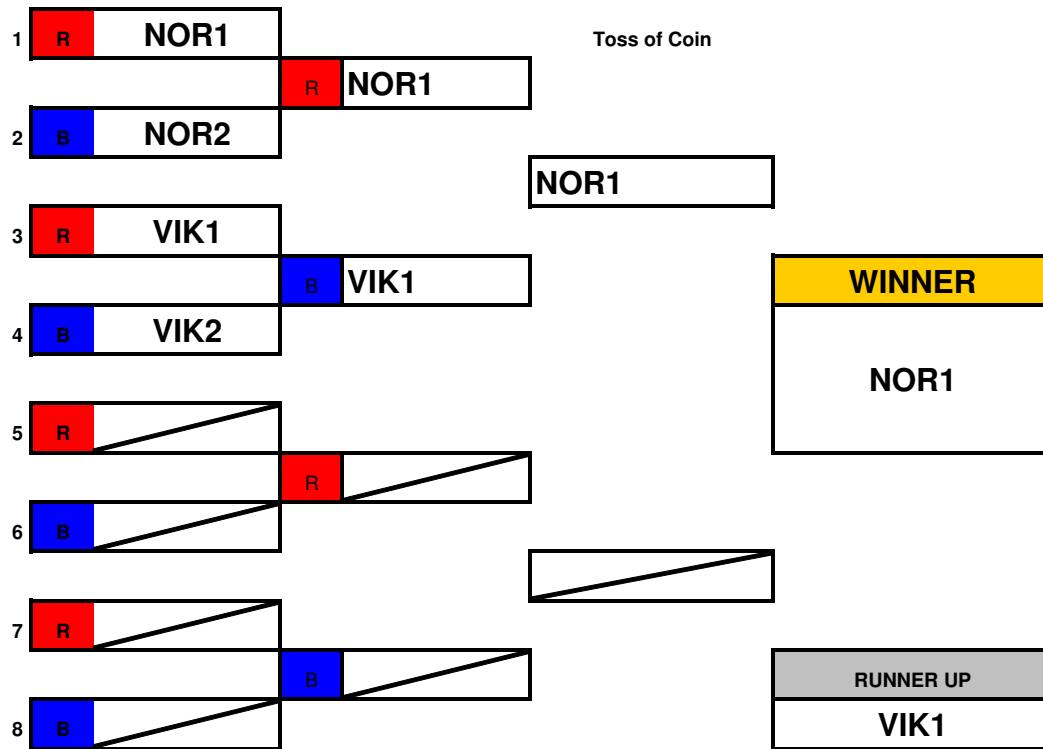 1 R NOR1 Toss of Coin
R NOR1
2 B NOR2
NOR1
3 R VIK1
B VIK1 WINNER
4 B VIK2
NOR1
5 R
R
6 B
7 R
B RUNNER UP
8 B VIK1